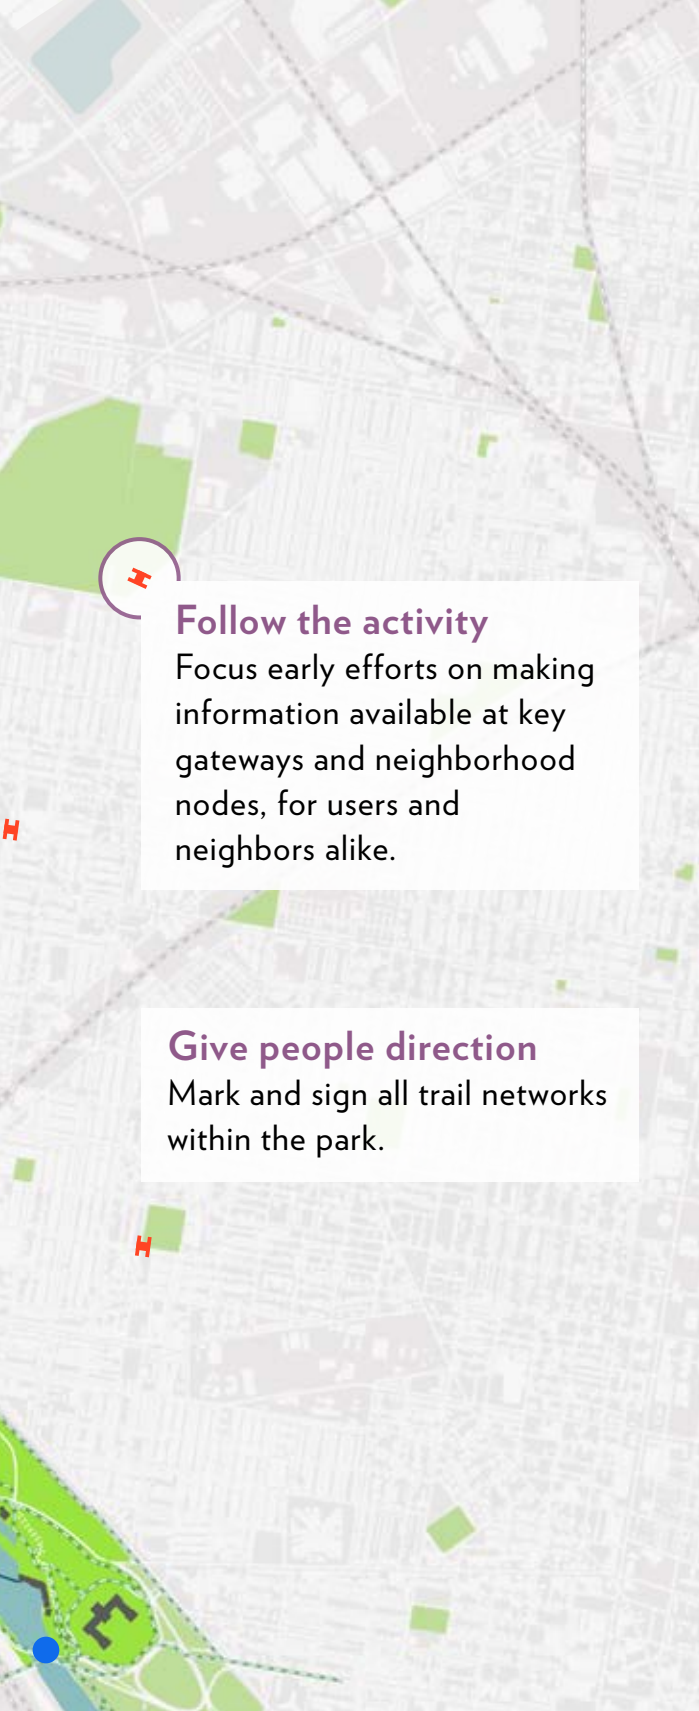 Follow the activity
Focus early efforts on making
information available at key
gateways and neighborhood
nodes, for users and
neighbors alike.
Give people direction
Mark and sign all trail networks
within the park.